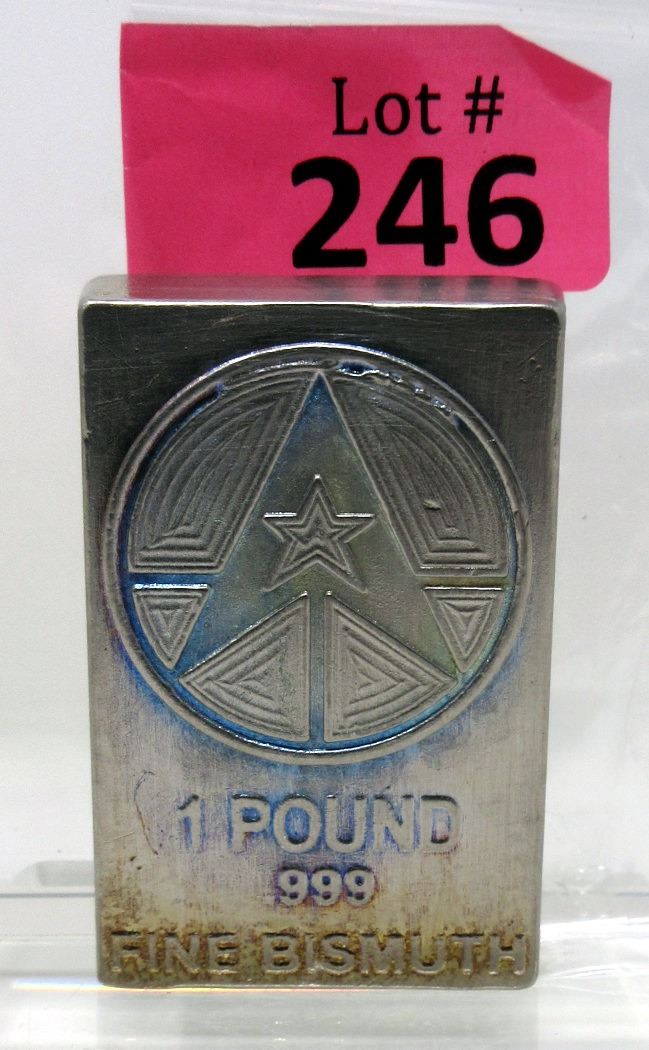 Lot #
246
1 POUND
999
FINE BISMUTH